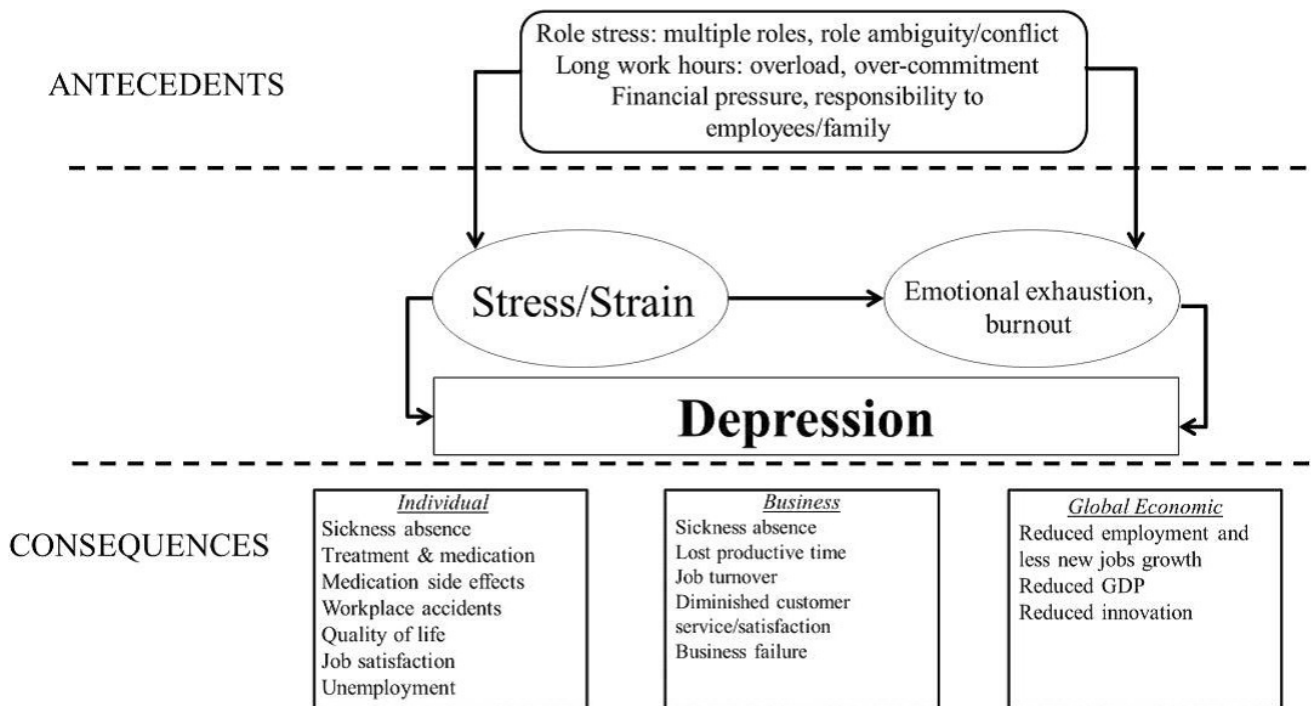 Role stress: multiple roles, role ambiguity/conflict
Long work hours: overload, over-commitment
Financial pressure, responsibility to
employees/family
ANTECEDENTS
Stress/Strain
Emotional exhaustion,
burnout
Depression
CONSEQUENCES
Individual
Sickness absence
Treatment & medication
Medication side effects
Workplace accidents
Quality of life
Job satisfaction
Unemployment
Business
Sickness absence
Lost productive time
Job turnover
Diminished customer
service/satisfaction
Business failure
Global Economic
Reduced employment and
less new jobs growth
Reduced GDP
Reduced innovation